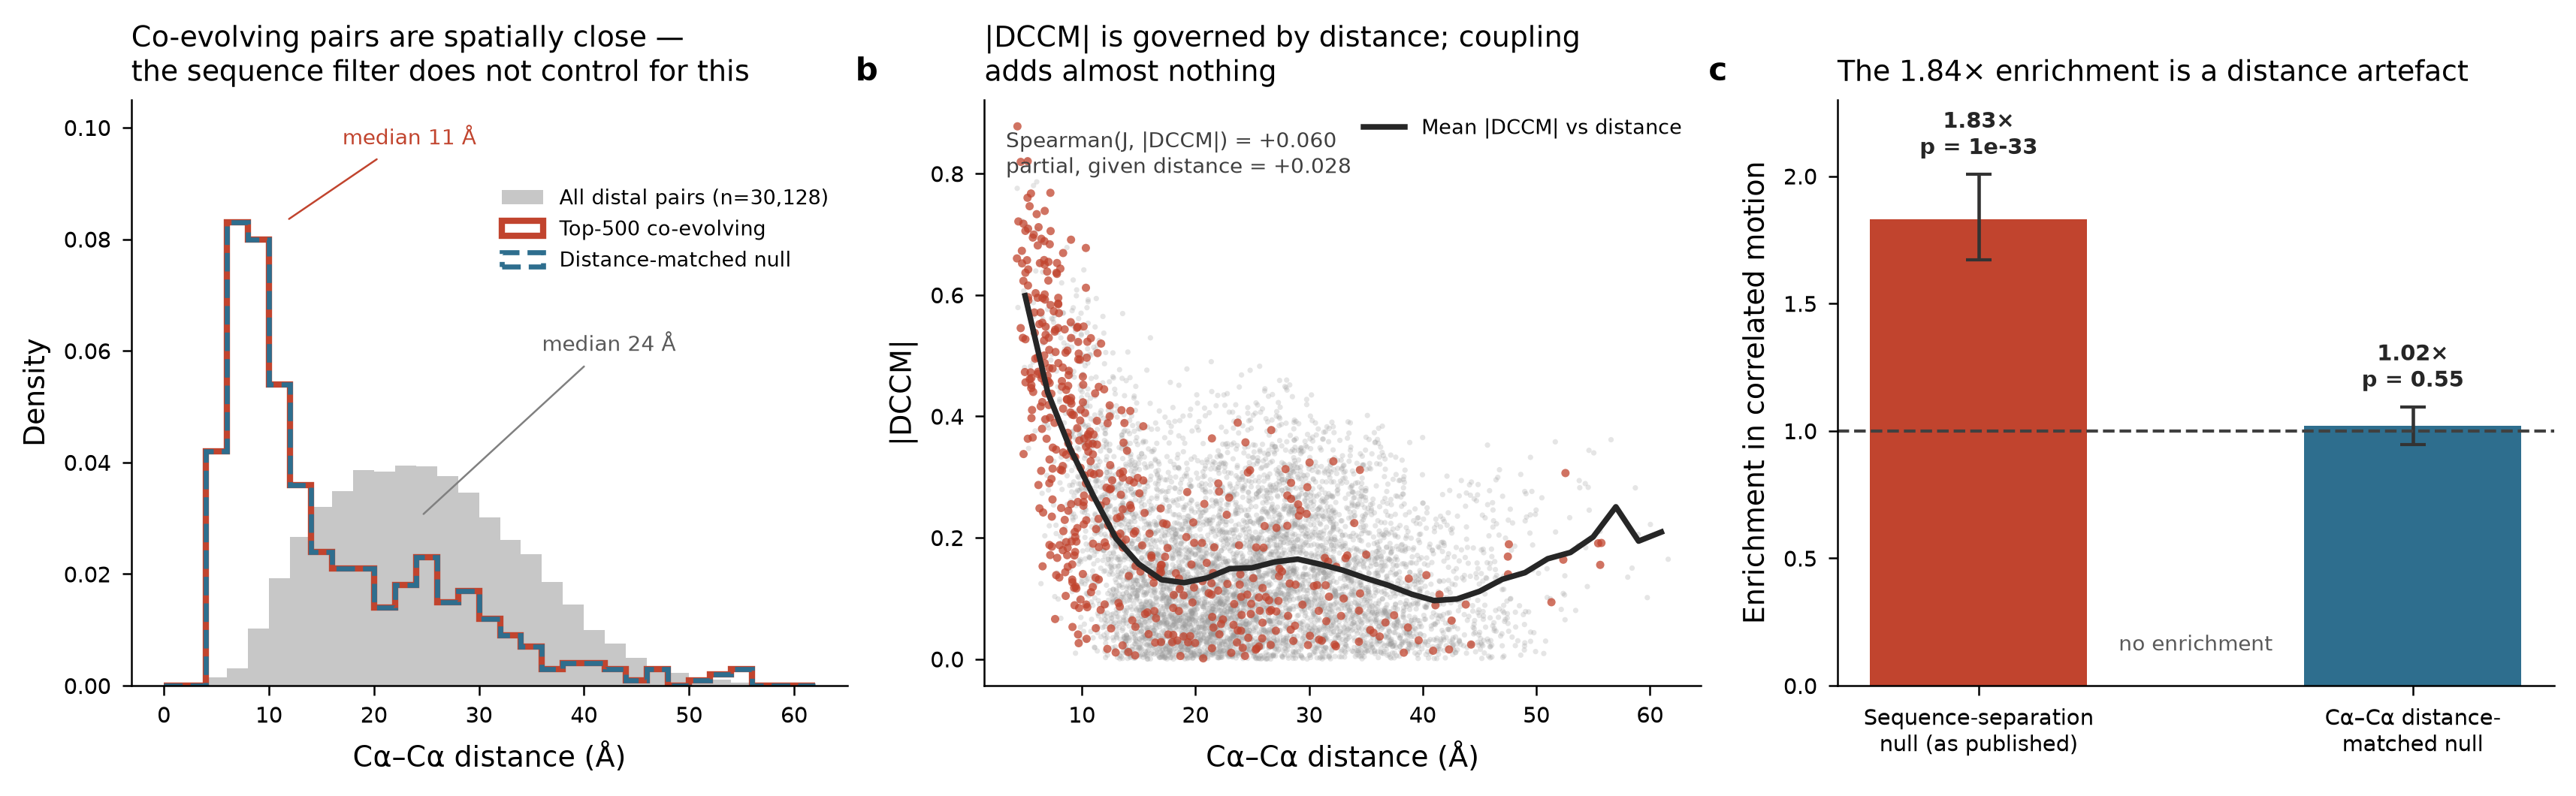 Co-evolving pairs are spatially close —
the sequence filter does not control for this
Density
0.10
0.08
0.06
0.04
0.02
0.00
median 11 Å
All distal pairs (n=30,128)
Top-500 co-evolving
Distance-matched null
median 24 Å
0 10 20 30 40 50 60
Cα–Cα distance (Å)
b
|DCCM| is governed by distance; coupling
adds almost nothing
|DCCM|
0.8
0.6
0.4
0.2
0.0
Spearman(J, |DCCM|) = +0.060
partial, given distance = +0.028
Mean |DCCM| vs distance
10 20 30 40 50 60
Cα–Cα distance (Å)
c
The 1.84× enrichment is a distance artefact
Enrichment in correlated motion
2.0
1.5
1.0
0.5
0.0
1.83×
p = 1e-33
1.02×
p = 0.55
no enrichment
Sequence-separation
null (as published)
Cα–Cα distance-
matched null